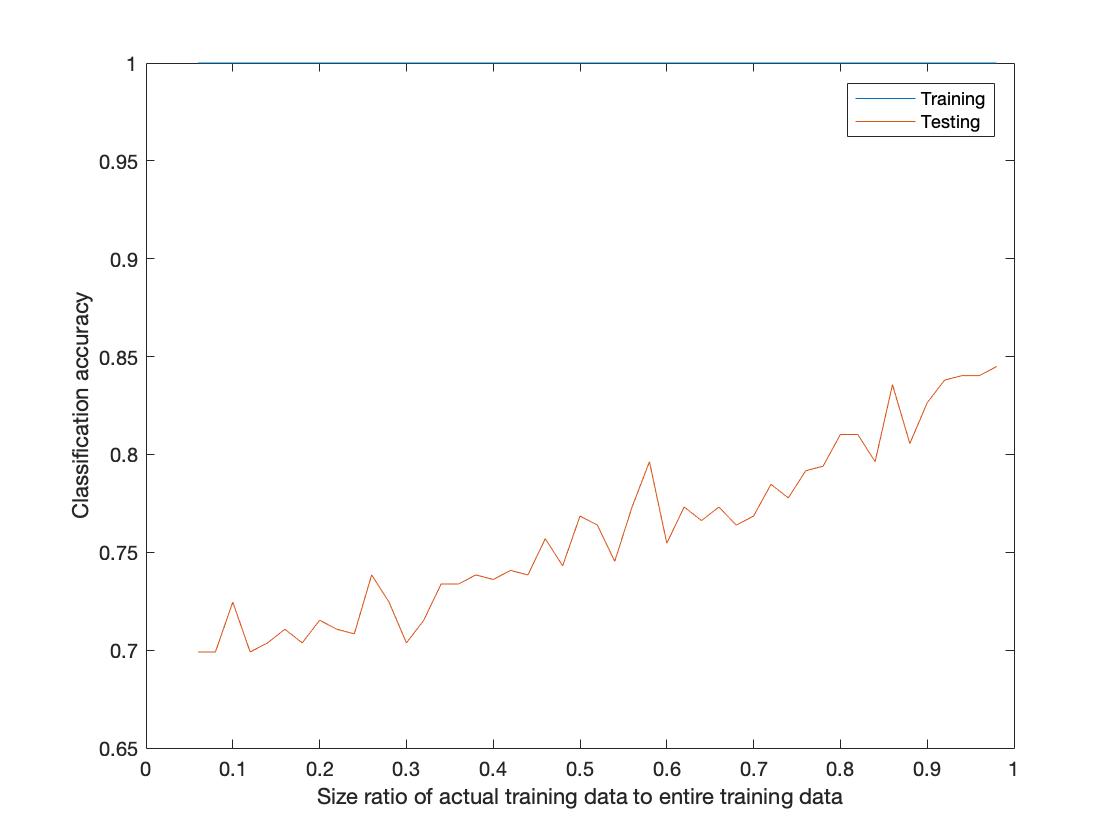 1
0.95
0.9
0.85
0.8
0.75
0.7
0.65
Classification accuracy
Training
Testing
0 0.1 0.2 0.3 0.4 0.5 0.6 0.7 0.8 0.9 1
Size ratio of actual training data to entire training data